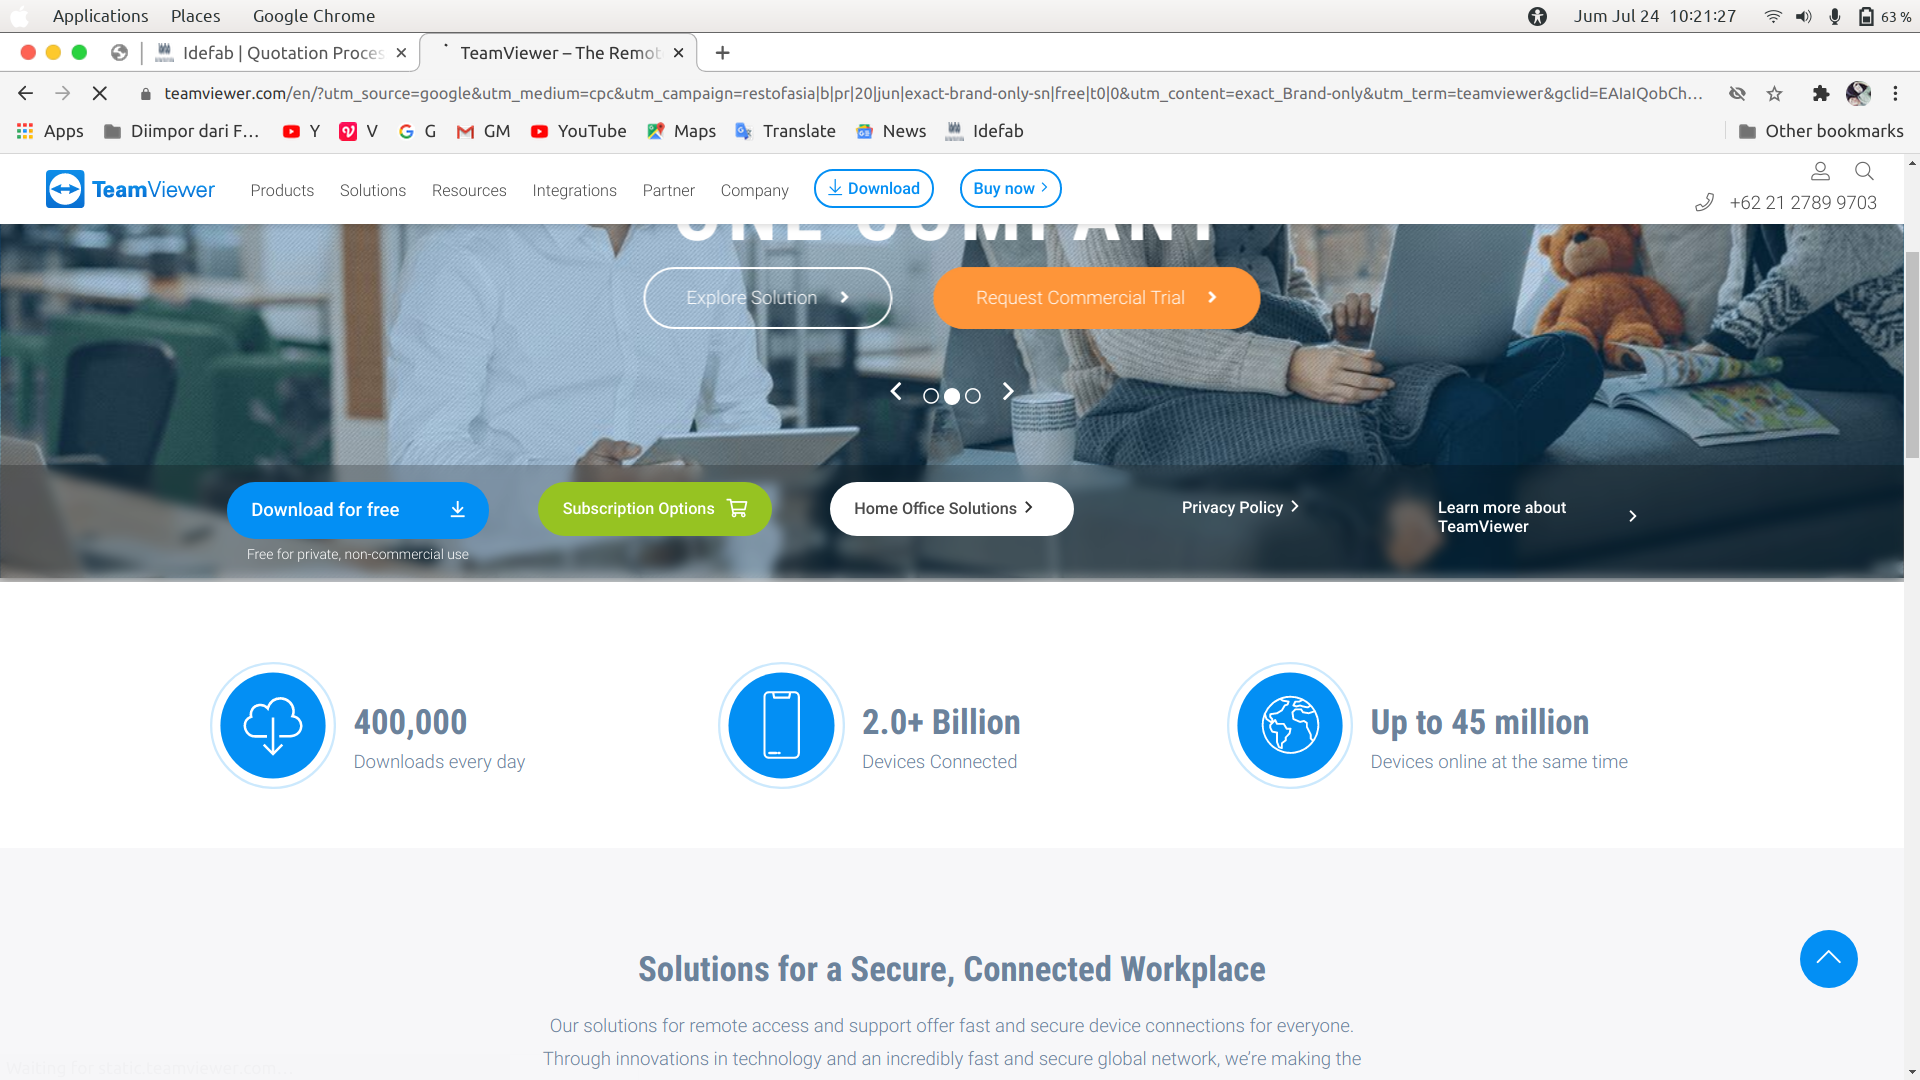 Applications Places Google Chrome Jum Jul 24 10:21:27 63 %
Idefab | Quotation Proces TeamViewer – The Remot
teamviewer.com/en/?utm_source=google&utm_medium=cpc&utm_campaign=restofasia|b|pr|20|jun|exact-brand-only-sn|free|t0|0&utm_content=exact_Brand-only&utm_term=teamviewer&gclid=EAIaIQobCh...
Apps Diimpor dari F... Y V G GM YouTube Maps Translate News Idefab Other bookmarks
TeamViewer Products Solutions Resources Integrations Partner Company Download Buy now
+62 21 2789 9703
ONE COMPANY
Explore Solution Request Commercial Trial
Download for free Subscription Options Home Office Solutions Privacy Policy Learn more about
TeamViewer
Free for private, non-commercial use
400,000 2.0+ Billion Up to 45 million
Downloads every day Devices Connected Devices online at the same time
Solutions for a Secure, Connected Workplace
Our solutions for remote access and support offer fast and secure device connections for everyone.
Through innovations in technology and an incredibly fast and secure global network, we're making the